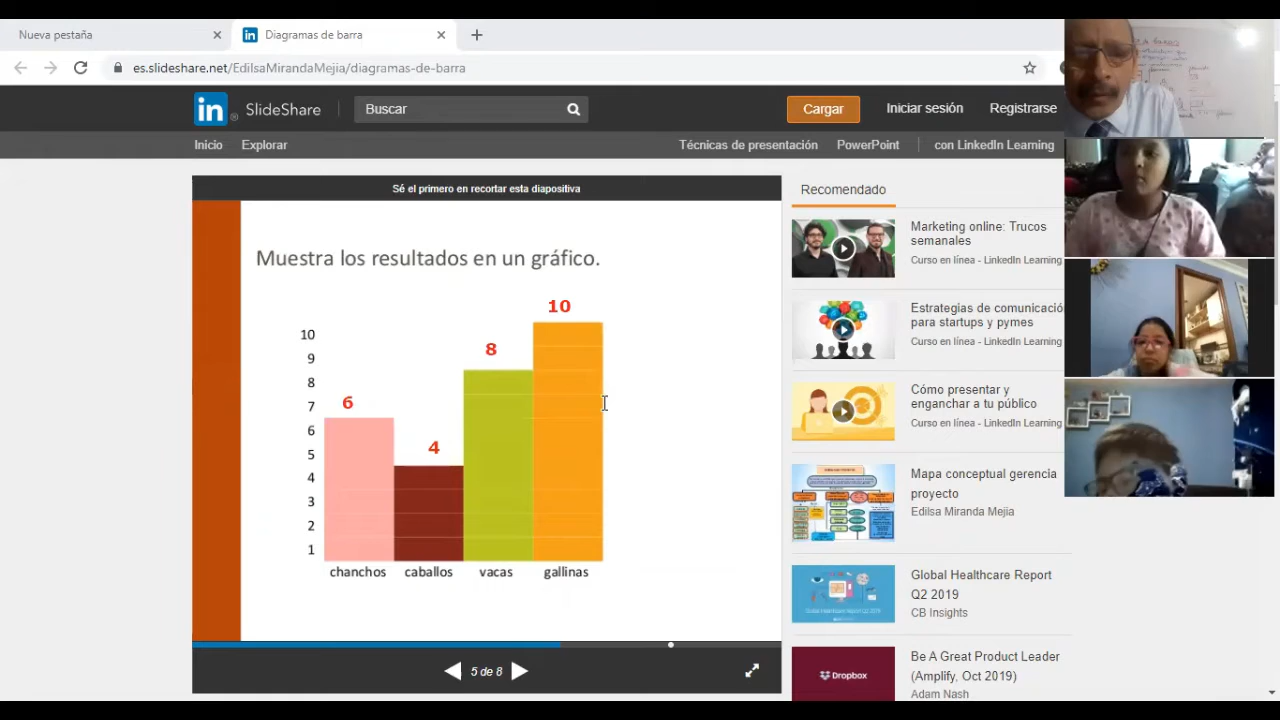 Nueva pestaña
Diagramas de barra
es.slideshare.net/EdilsaMirandaMejia/diagramas-de-barra
in SlideShare
Buscar
Cargar
Iniciar sesión
Registrarse
Inicio
Explorar
Técnicas de presentación
PowerPoint
con LinkedIn Learning
Sé el primero en recortar esta diapositiva
Muestra los resultados en un gráfico.
10
9
8
7
6
5
4
3
2
1
6
4
8
10
chanchos
caballos
vacas
gallinas
5 de 8
Recomendado
Marketing online: Trucos
semanales
Curso en línea - LinkedIn Learning
Estrategias de comunicació
para startups y pymes
Curso en línea - LinkedIn Learning
Cómo presentar y
enganchar a tu público
Curso en línea - LinkedIn Learning
Mapa conceptual gerencia
proyecto
Edilsa Miranda Mejia
Global Healthcare Report
Q2 2019
CB Insights
Dropbox
Be A Great Product Leader
(Amplify, Oct 2019)
Adam Nash